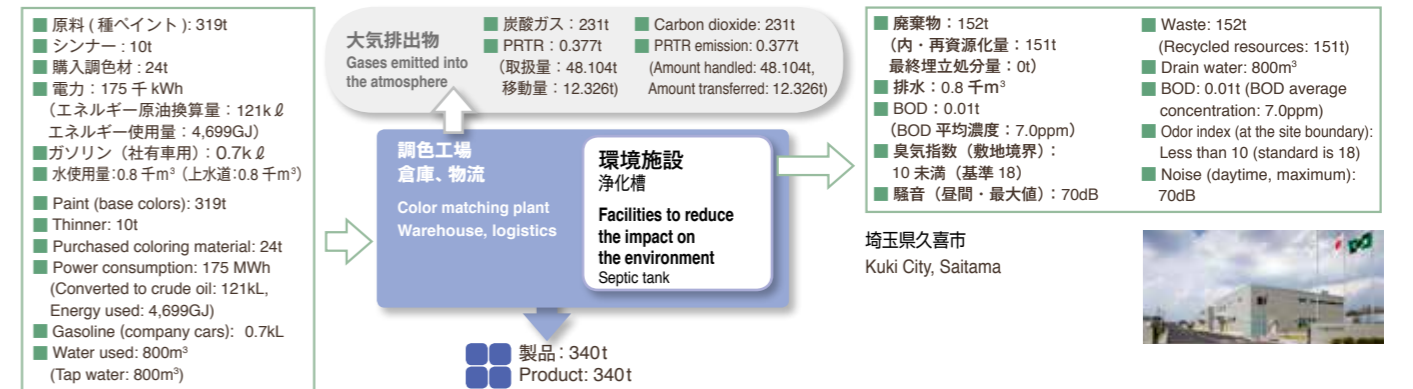 ■ 原料 ( 種ペイント ): 319t
■ シンナー : 10t
■ 購入調色材 : 24t
■ 電力：175 千 kWh
（エネルギー原油換算量：121kℓ
エネルギー使用量：4,699GJ）
■ガソリン（社有車用）：0.7kℓ
■ 水使用量:0.8 千m³（上水道:0.8 千m³）
■ Paint (base colors): 319t
■ Thinner: 10t
■ Purchased coloring material: 24t
■ Power consumption: 175 MWh
(Converted to crude oil: 121kL,
Energy used: 4,699GJ)
■ Gasoline (company cars): 0.7kL
■ Water used: 800m³
(Tap water: 800m³)
大気排出物
Gases emitted into
the atmosphere
■ 炭酸ガス：231t
■ PRTR：0.377t
（取扱量：48.104t、
移動量：12.326t）
■ Carbon dioxide: 231t
■ PRTR emission: 0.377t
(Amount handled: 48.104t,
Amount transferred: 12.326t)
調色工場
倉庫、物流
Color matching plant
Warehouse, logistics
環境施設
浄化槽
Facilities to reduce
the impact on
the environment
Septic tank
製品：340t
Product: 340t
■ 廃棄物：152t
（内・再資源化量：151t
最終埋立処分量：0t）
■ 排水：0.8 千m³
■ BOD：0.01t
（BOD 平均濃度：7.0ppm）
■ 臭気指数（敷地境界）：
10 未満（基準 18）
■ 騒音（昼間・最大値）：70dB
■ Waste: 152t
(Recycled resources: 151t)
■ Drain water: 800m³
■ BOD: 0.01t (BOD average
concentration: 7.0ppm)
■ Odor index (at the site boundary):
Less than 10 (standard is 18)
■ Noise (daytime, maximum):
70dB
埼玉県久喜市
Kuki City, Saitama